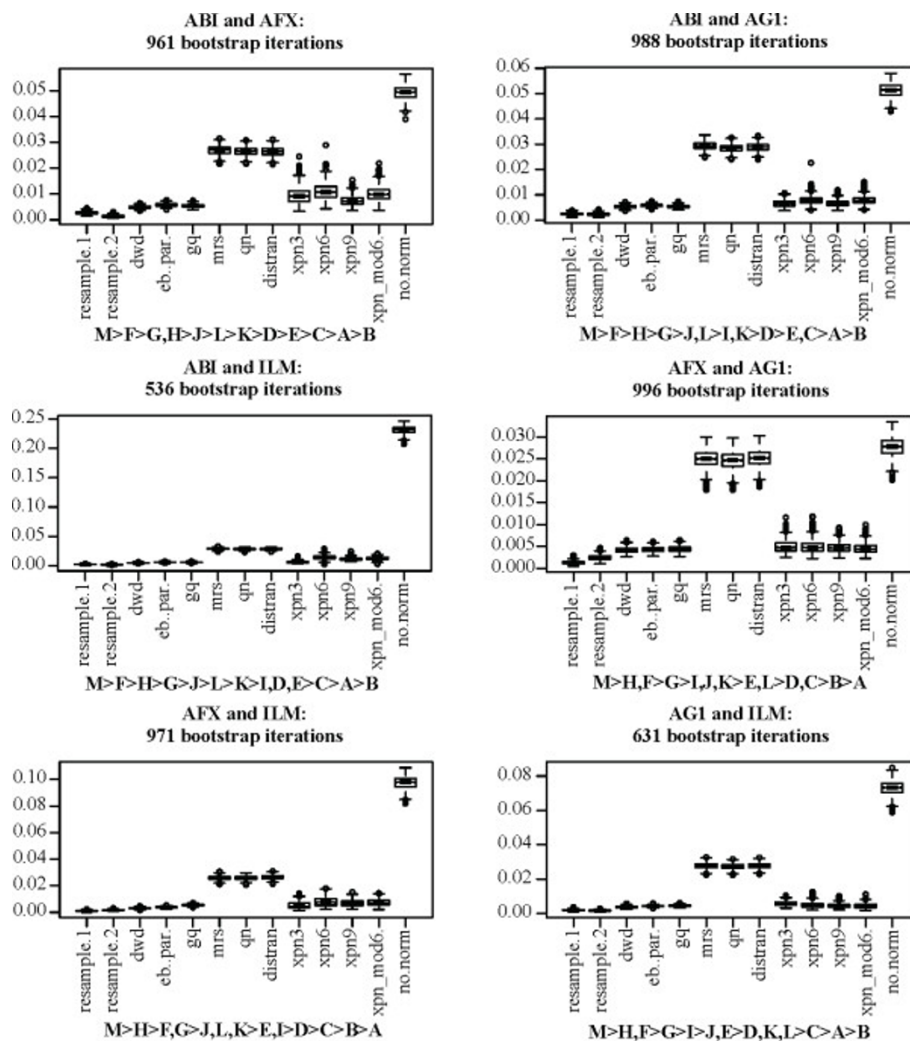 ABI and AFX:
961 bootstrap iterations
0.05
0.04
0.03
0.02
0.01
0.00
resample.1
resample.2
dwd
eb..par.
gq
mrs
qn
distran
xpn3
xpn6
xpn9
xpn_mod6.
no.norm
M>F>G,H>J>L>K>D>E>C>A>B
ABI and AG1:
988 bootstrap iterations
0.06
0.05
0.04
0.03
0.02
0.01
0.00
resample.1
resample.2
dwd
eb..par.
gq
mrs
qn
distran
xpn3
xpn6
xpn9
xpn_mod6.
no.norm
M>F>H>G>J,L>I,K>D>E,C>A>B
ABI and ILM:
536 bootstrap iterations
0.25
0.20
0.15
0.10
0.05
0.00
resample.1
resample.2
dwd
eb..par.
gq
mrs
qn
distran
xpn3
xpn6
xpn9
xpn_mod6.
no.norm
M>F>H>G>J>L>K>I,D,E>C>A>B
AFX and AG1:
996 bootstrap iterations
0.030
0.025
0.020
0.015
0.010
0.005
0.000
resample.1
resample.2
dwd
eb..par.
gq
mrs
qn
distran
xpn3
xpn6
xpn9
xpn_mod6.
no.norm
M>H,F>G>I,J,K>E,L>D,C>B>A
AFX and ILM:
971 bootstrap iterations
0.10
0.08
0.06
0.04
0.02
0.00
resample.1
resample.2
dwd
eb..par.
gq
mrs
qn
distran
xpn3
xpn6
xpn9
xpn_mod6.
no.norm
M>H>F,G>J,L,K>E,I>D>C>B>A
AG1 and ILM:
631 bootstrap iterations
0.08
0.06
0.04
0.02
0.00
resample.1
resample.2
dwd
eb..par.
gq
mrs
qn
distran
xpn3
xpn6
xpn9
xpn_mod6.
no.norm
M>H,F>G>I>J,E>D,K,L>C>A>B